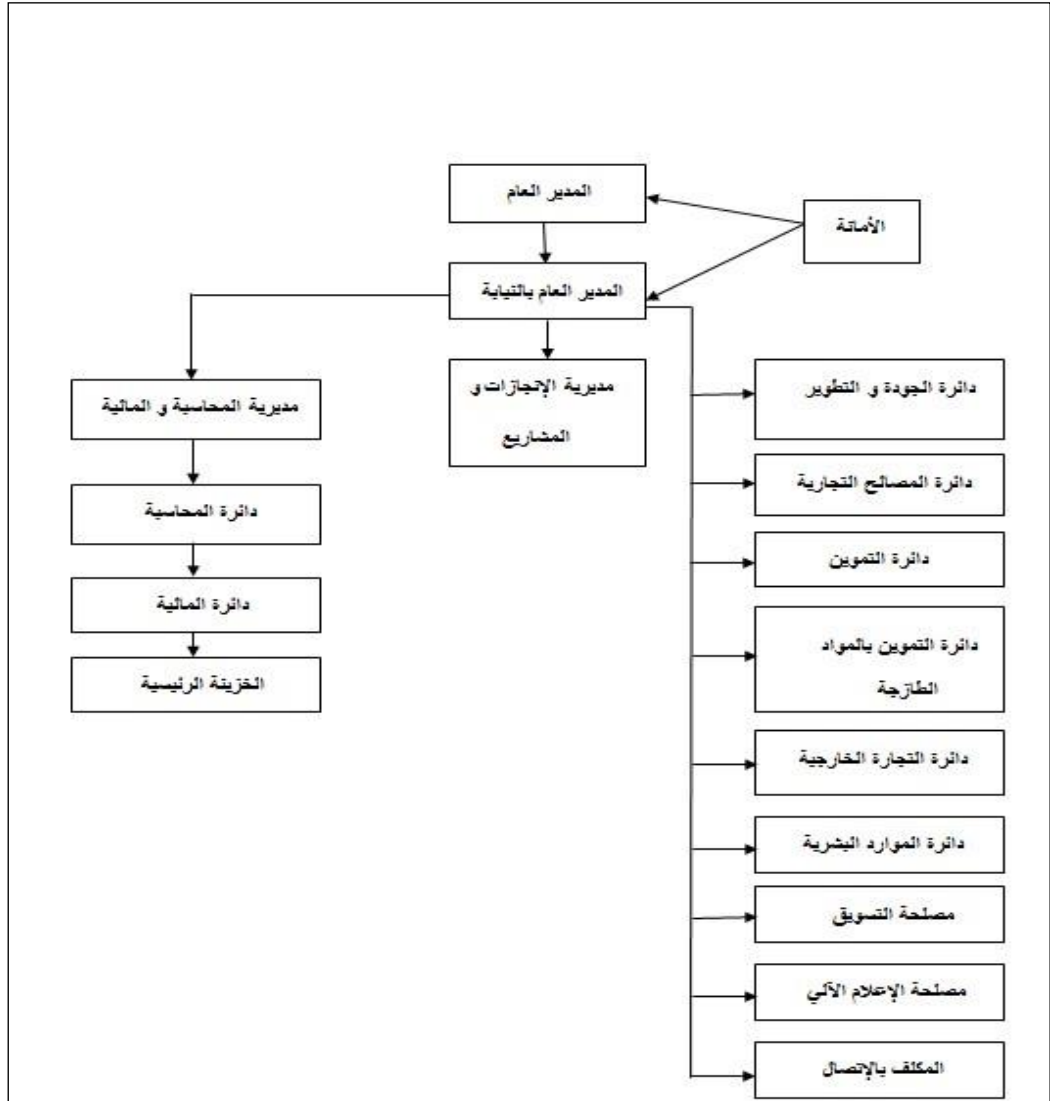 المدير العام
الأمانة
المدير العام بالنيابة
مديرية الإنجازات و
المشاريع
مديرية المحاسبة و المالية
دائرة المحاسبة
دائرة المالية
الخزينة الرئيسية
دائرة الجودة و التطوير
دائرة المصالح التجارية
دائرة التموين
دائرة التموين بالمواد
الطازجة
دائرة التجارة الخارجية
دائرة الموارد البشرية
مصلحة التسويق
مصلحة الإعلام الآلي
المكلف بالإتصال